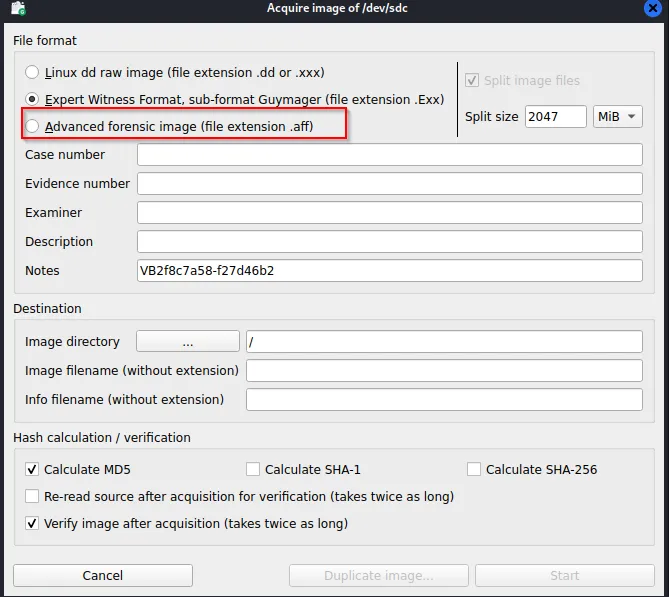 Acquire image of /dev/sdc
File format
Linux dd raw image (file extension .dd or .xxx)
Expert Witness Format, sub-format Guymager (file extension .Exx)
Advanced forensic image (file extension .aff)
Split image files
Split size 2047 MiB
Case number
Evidence number
Examiner
Description
Notes VB2f8c7a58-f27d46b2
Destination
Image directory ... /
Image filename (without extension)
Info filename (without extension)
Hash calculation / verification
Calculate MD5 Calculate SHA-1 Calculate SHA-256
Re-read source after acquisition for verification (takes twice as long)
Verify image after acquisition (takes twice as long)
Cancel Duplicate image... Start